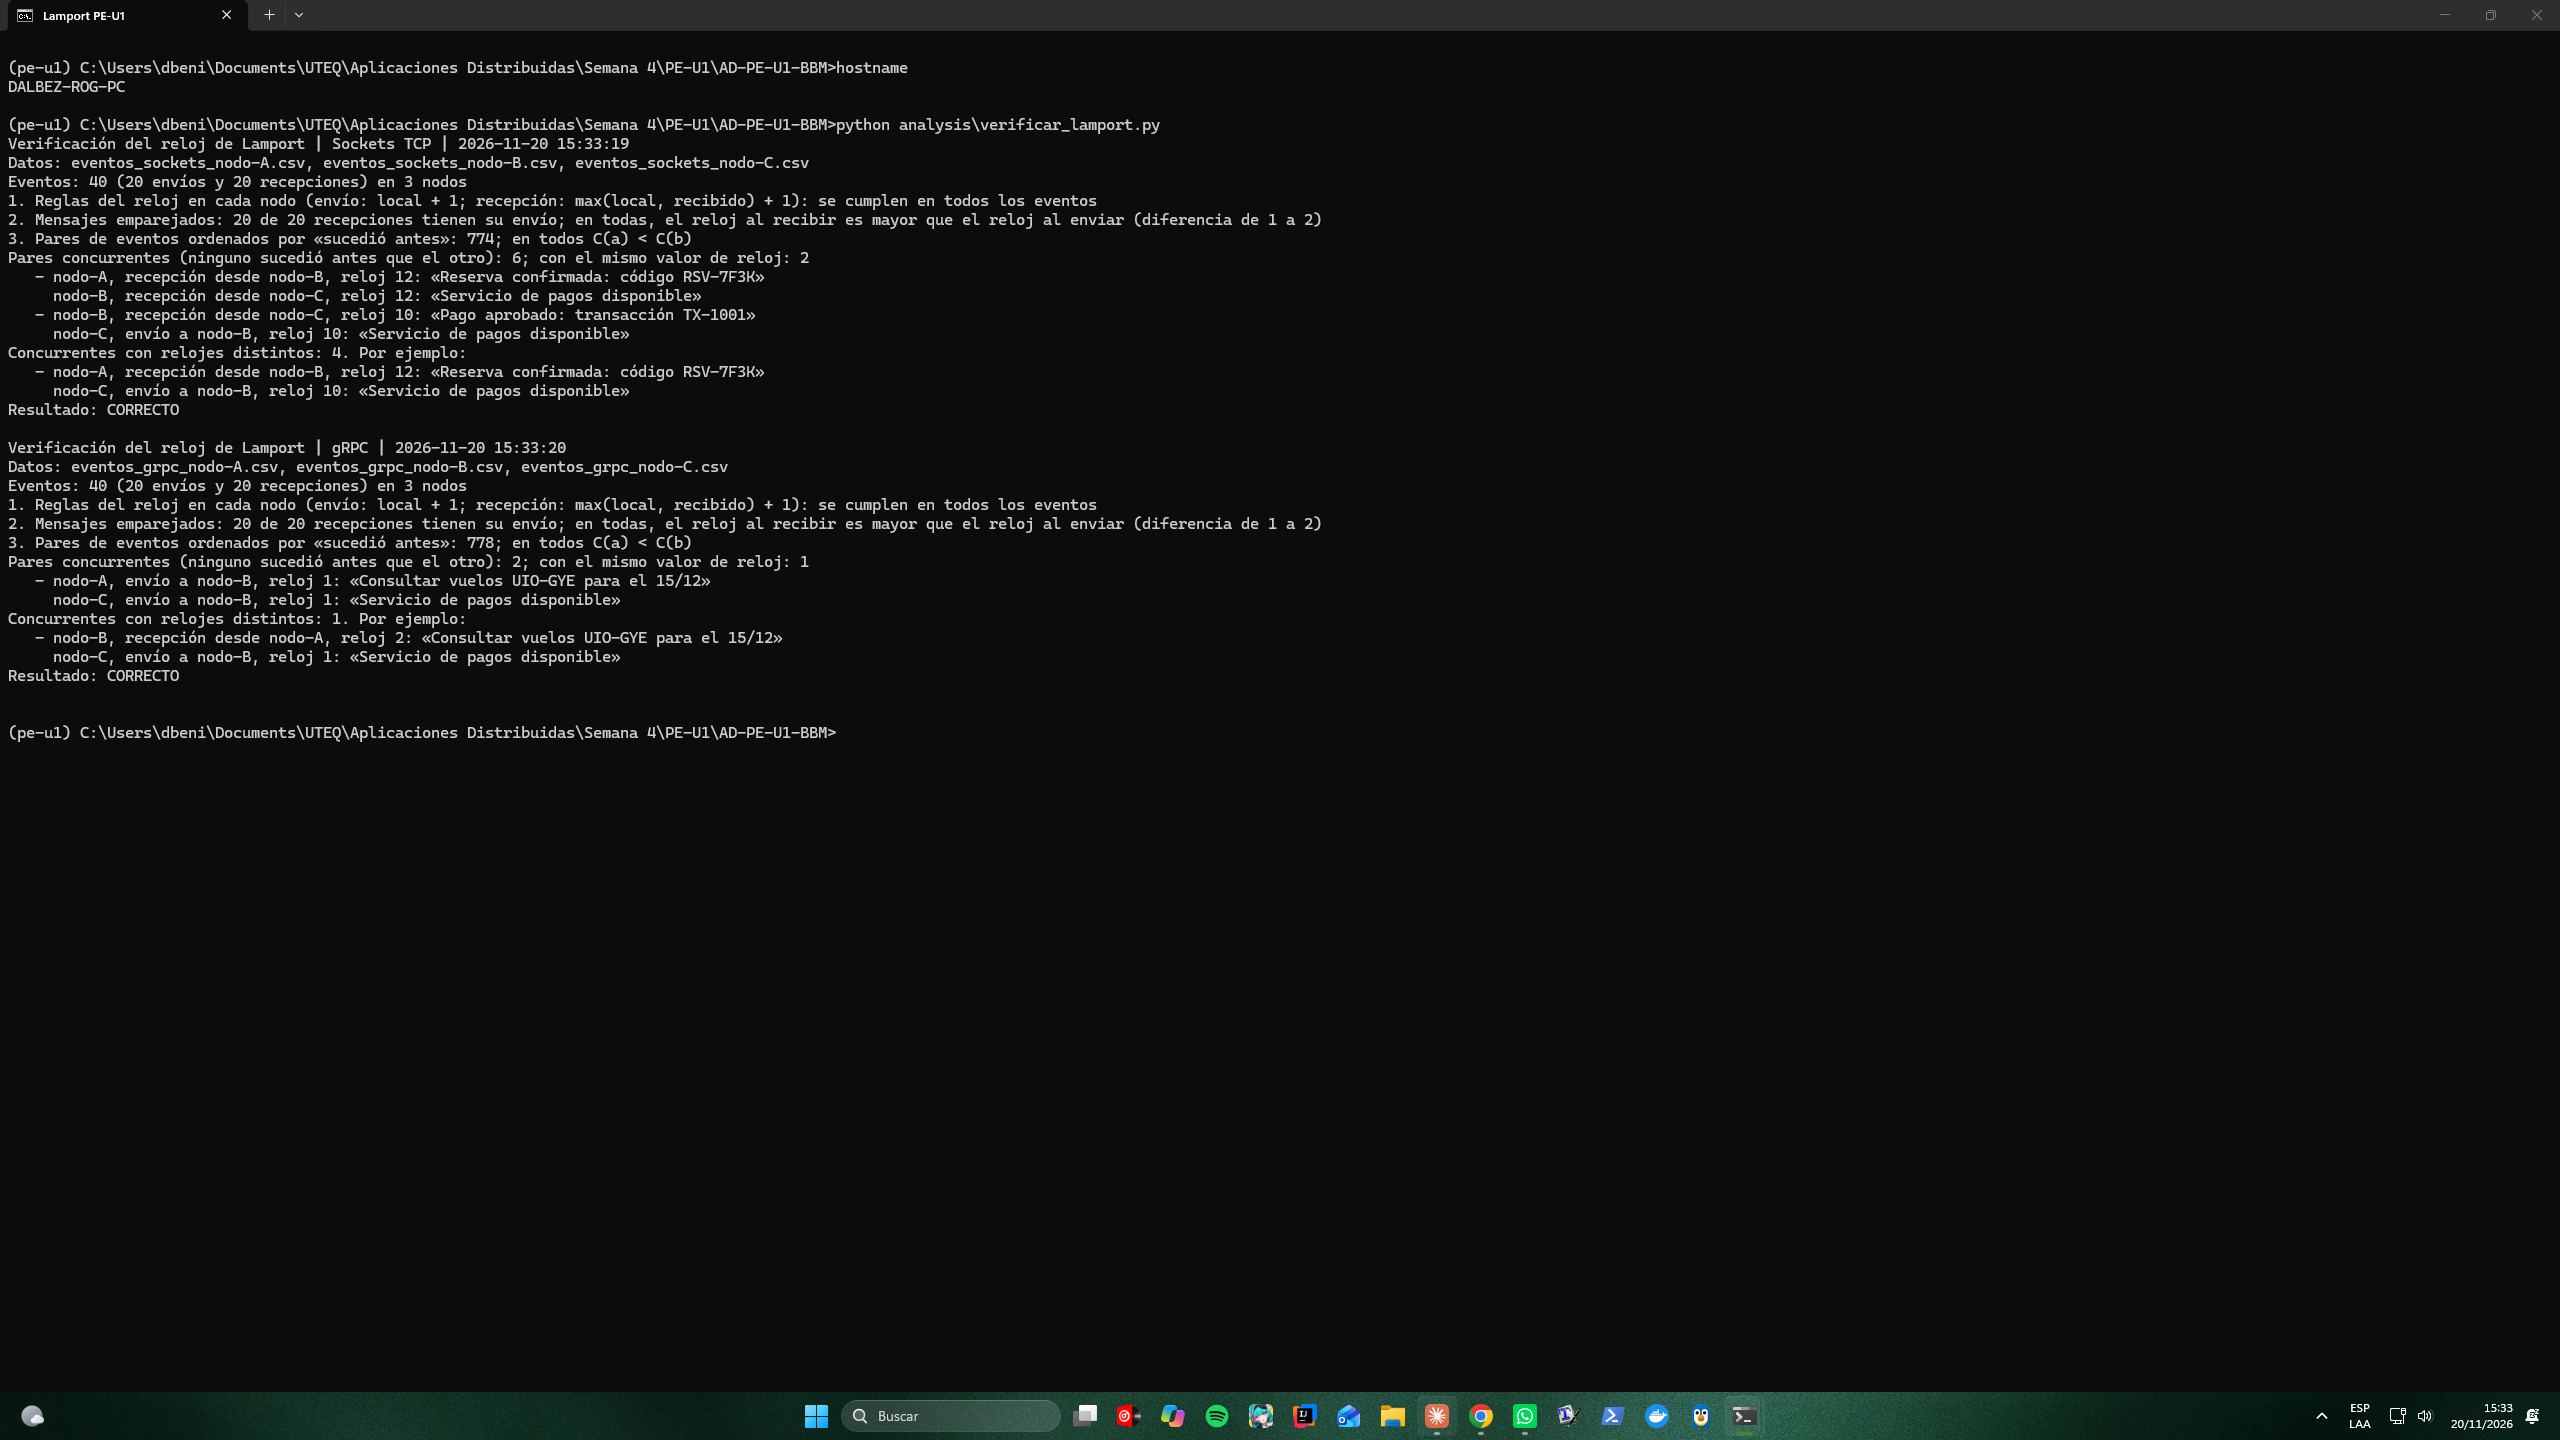 Lamport PE-U1
(pe-u1) C:\Users\dbeni\Documents\UTEQ\Aplicaciones Distribuidas\Semana 4\PE-U1\AD-PE-U1-BBM>hostname
DALBEZ-ROG-PC
(pe-u1) C:\Users\dbeni\Documents\UTEQ\Aplicaciones Distribuidas\Semana 4\PE-U1\AD-PE-U1-BBM>python analysis\verificar_lamport.py
Verificación del reloj de Lamport | Sockets TCP | 2026-11-20 15:33:19
Datos: eventos_sockets_nodo-A.csv, eventos_sockets_nodo-B.csv, eventos_sockets_nodo-C.csv
Eventos: 40 (20 envíos y 20 recepciones) en 3 nodos
1. Reglas del reloj en cada nodo (envío: local + 1; recepción: max(local, recibido) + 1): se cumplen en todos los eventos
2. Mensajes emparejados: 20 de 20 recepciones tienen su envío; en todas, el reloj al recibir es mayor que el reloj al enviar (diferencia de 1 a 2)
3. Pares de eventos ordenados por «sucedió antes»: 774; en todos C(a) < C(b)
Pares concurrentes (ninguno sucedió antes que el otro): 6; con el mismo valor de reloj: 2
- nodo-A, recepción desde nodo-B, reloj 12: «Reserva confirmada: código RSV-7F3K»
nodo-B, recepción desde nodo-C, reloj 12: «Servicio de pagos disponible»
- nodo-B, recepción desde nodo-C, reloj 10: «Pago aprobado: transacción TX-1001»
nodo-C, envío a nodo-B, reloj 10: «Servicio de pagos disponible»
Concurrentes con relojes distintos: 4. Por ejemplo:
- nodo-A, recepción desde nodo-B, reloj 12: «Reserva confirmada: código RSV-7F3K»
nodo-C, envío a nodo-B, reloj 10: «Servicio de pagos disponible»
Resultado: CORRECTO
Verificación del reloj de Lamport | gRPC | 2026-11-20 15:33:20
Datos: eventos_grpc_nodo-A.csv, eventos_grpc_nodo-B.csv, eventos_grpc_nodo-C.csv
Eventos: 40 (20 envíos y 20 recepciones) en 3 nodos
1. Reglas del reloj en cada nodo (envío: local + 1; recepción: max(local, recibido) + 1): se cumplen en todos los eventos
2. Mensajes emparejados: 20 de 20 recepciones tienen su envío; en todas, el reloj al recibir es mayor que el reloj al enviar (diferencia de 1 a 2)
3. Pares de eventos ordenados por «sucedió antes»: 778; en todos C(a) < C(b)
Pares concurrentes (ninguno sucedió antes que el otro): 2; con el mismo valor de reloj: 1
- nodo-A, envío a nodo-B, reloj 1: «Consultar vuelos UIO-GYE para el 15/12»
nodo-C, envío a nodo-B, reloj 1: «Servicio de pagos disponible»
Concurrentes con relojes distintos: 1. Por ejemplo:
- nodo-B, recepción desde nodo-A, reloj 2: «Consultar vuelos UIO-GYE para el 15/12»
nodo-C, envío a nodo-B, reloj 1: «Servicio de pagos disponible»
Resultado: CORRECTO
(pe-u1) C:\Users\dbeni\Documents\UTEQ\Aplicaciones Distribuidas\Semana 4\PE-U1\AD-PE-U1-BBM>
Buscar
ESP
LAA
15:33
20/11/2026